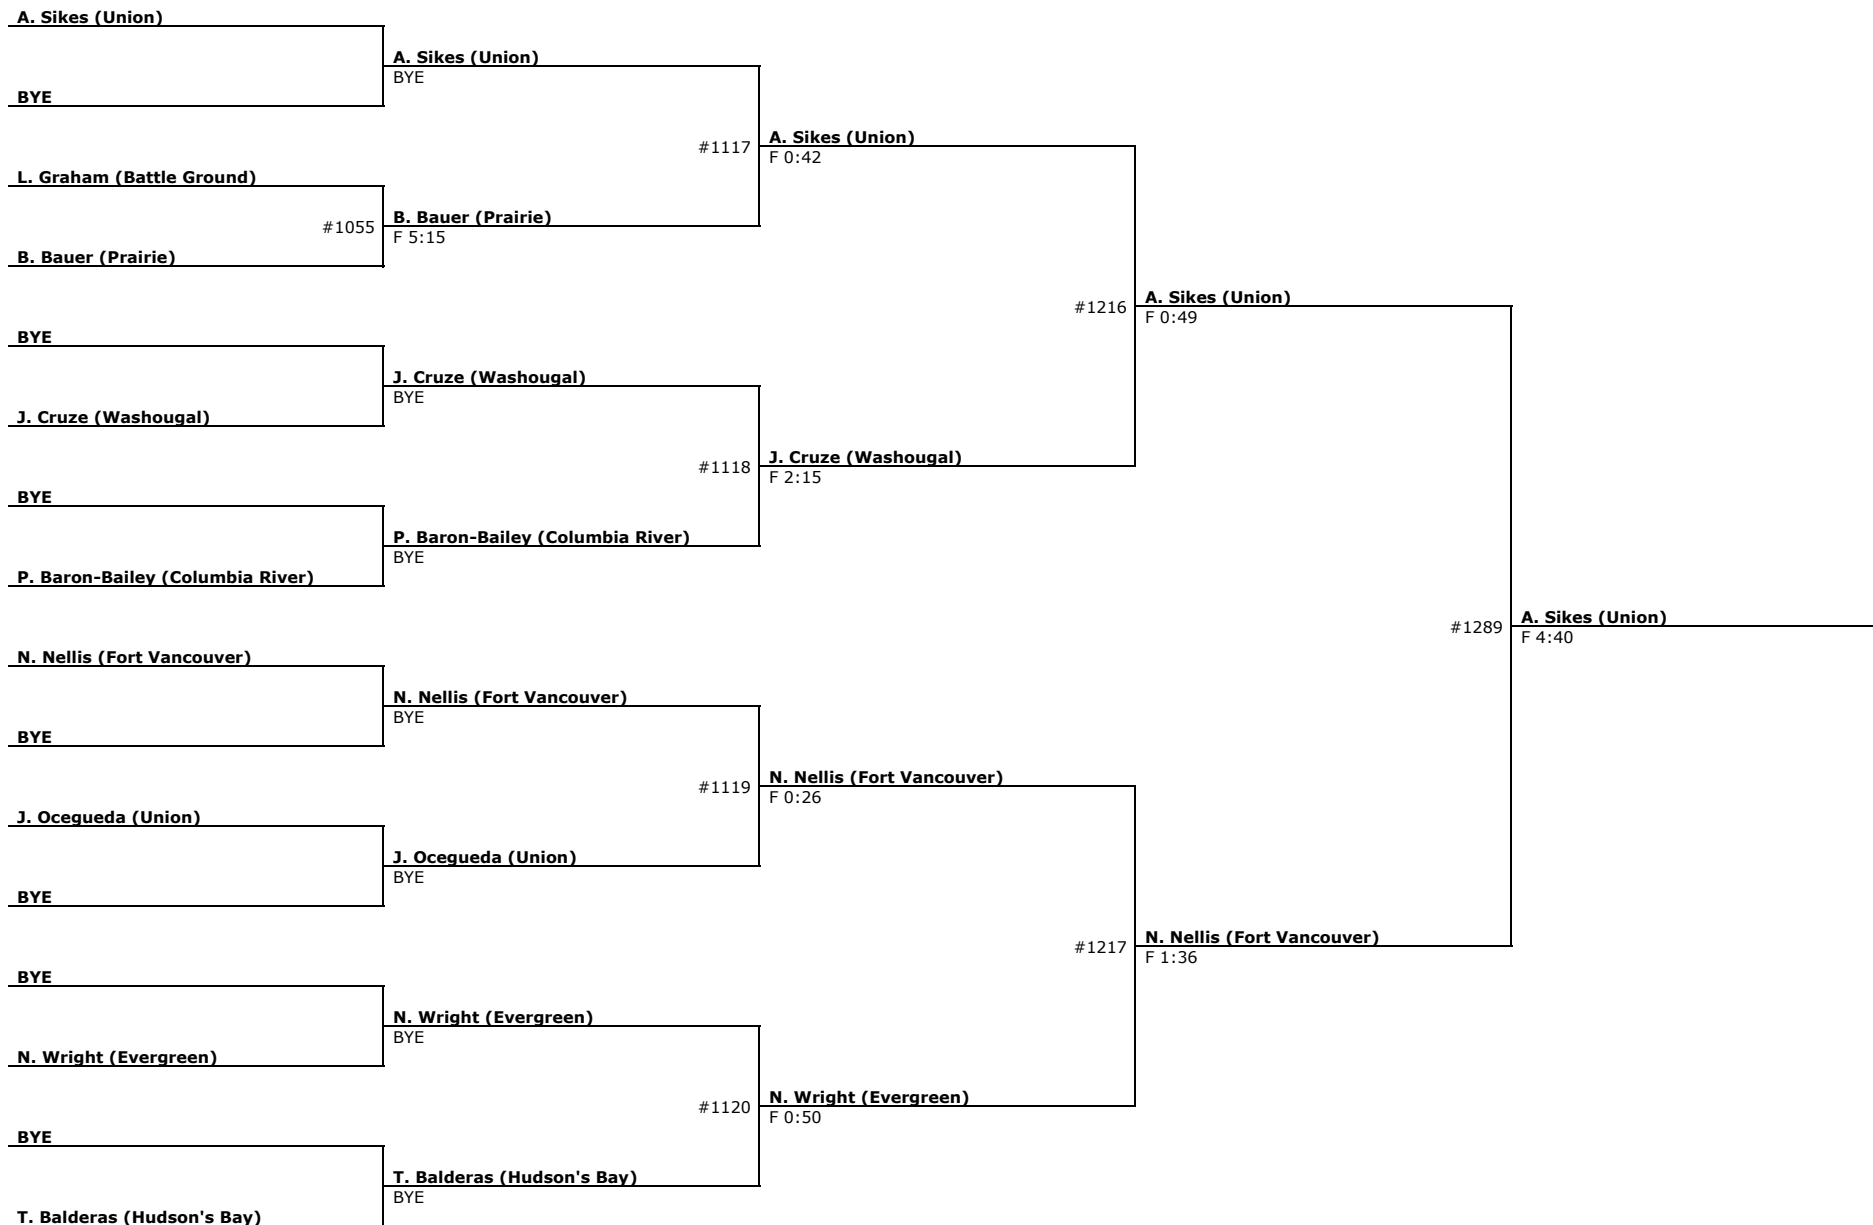 A. Sikes (Union)
BYE
L. Graham (Battle Ground)
B. Bauer (Prairie)
BYE
J. Cruze (Washougal)
BYE
P. Baron-Bailey (Columbia River)
N. Nellis (Fort Vancouver)
BYE
J. Ocegueda (Union)
BYE
BYE
N. Wright (Evergreen)
BYE
T. Balderas (Hudson's Bay)
#1055
A. Sikes (Union)
BYE
B. Bauer (Prairie)
F 5:15
J. Cruze (Washougal)
BYE
P. Baron-Bailey (Columbia River)
BYE
N. Nellis (Fort Vancouver)
BYE
J. Ocegueda (Union)
BYE
N. Wright (Evergreen)
BYE
T. Balderas (Hudson's Bay)
BYE
#1117
#1118
#1119
#1120
A. Sikes (Union)
F 0:42
J. Cruze (Washougal)
F 2:15
N. Nellis (Fort Vancouver)
F 0:26
N. Wright (Evergreen)
F 0:50
#1216
#1217
A. Sikes (Union)
F 0:49
N. Nellis (Fort Vancouver)
F 1:36
#1289
A. Sikes (Union)
F 4:40